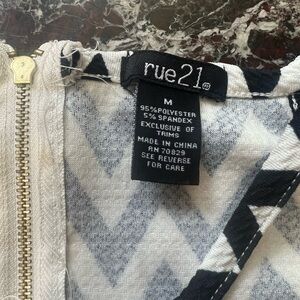 rue21
M
95%POLYESTER
5% SPANDEX
EXCLUSIVE OF
TRIMS
MADE IN CHINA
RN 70829
SEE REVERSE
FOR CARE